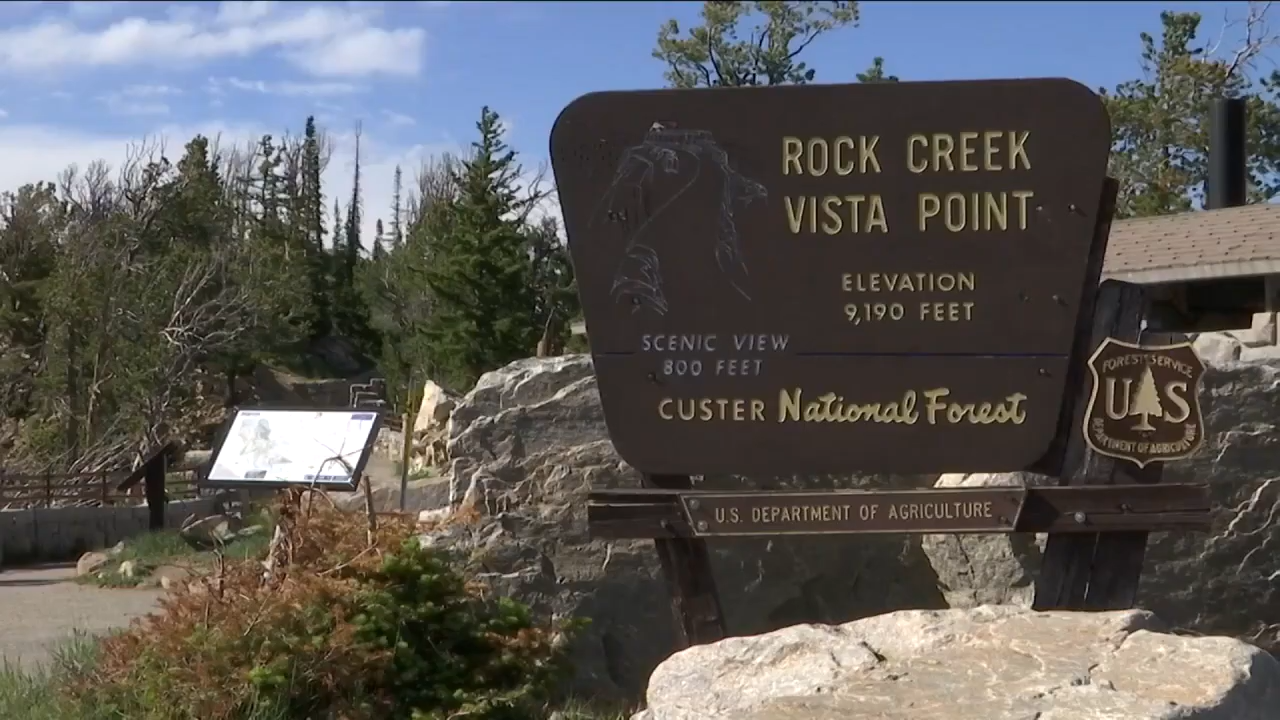 ROCK CREEK
VISTA POINT
ELEVATION
9,190 FEET
SCENIC VIEW
800 FEET
CUSTER National Forest
FOREST SERVICE
US
DEPARTMENT OF AGRICULTURE
U.S. DEPARTMENT OF AGRICULTURE